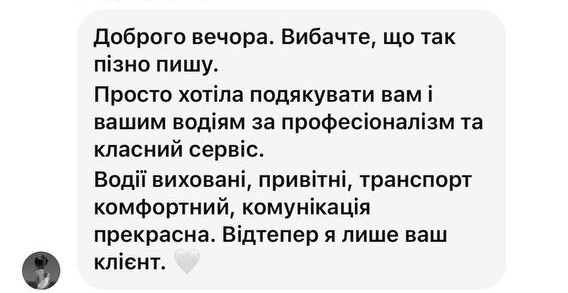 Доброго вечора. Вибачте, що так
пізно пишу.
Просто хотіла подякувати вам і
вашим водіям за професіоналізм та
класний сервіс.
Водії виховані, привітні, транспорт
комфортний, комунікація
прекрасна. Відтепер я лише ваш
клієнт. 🤍